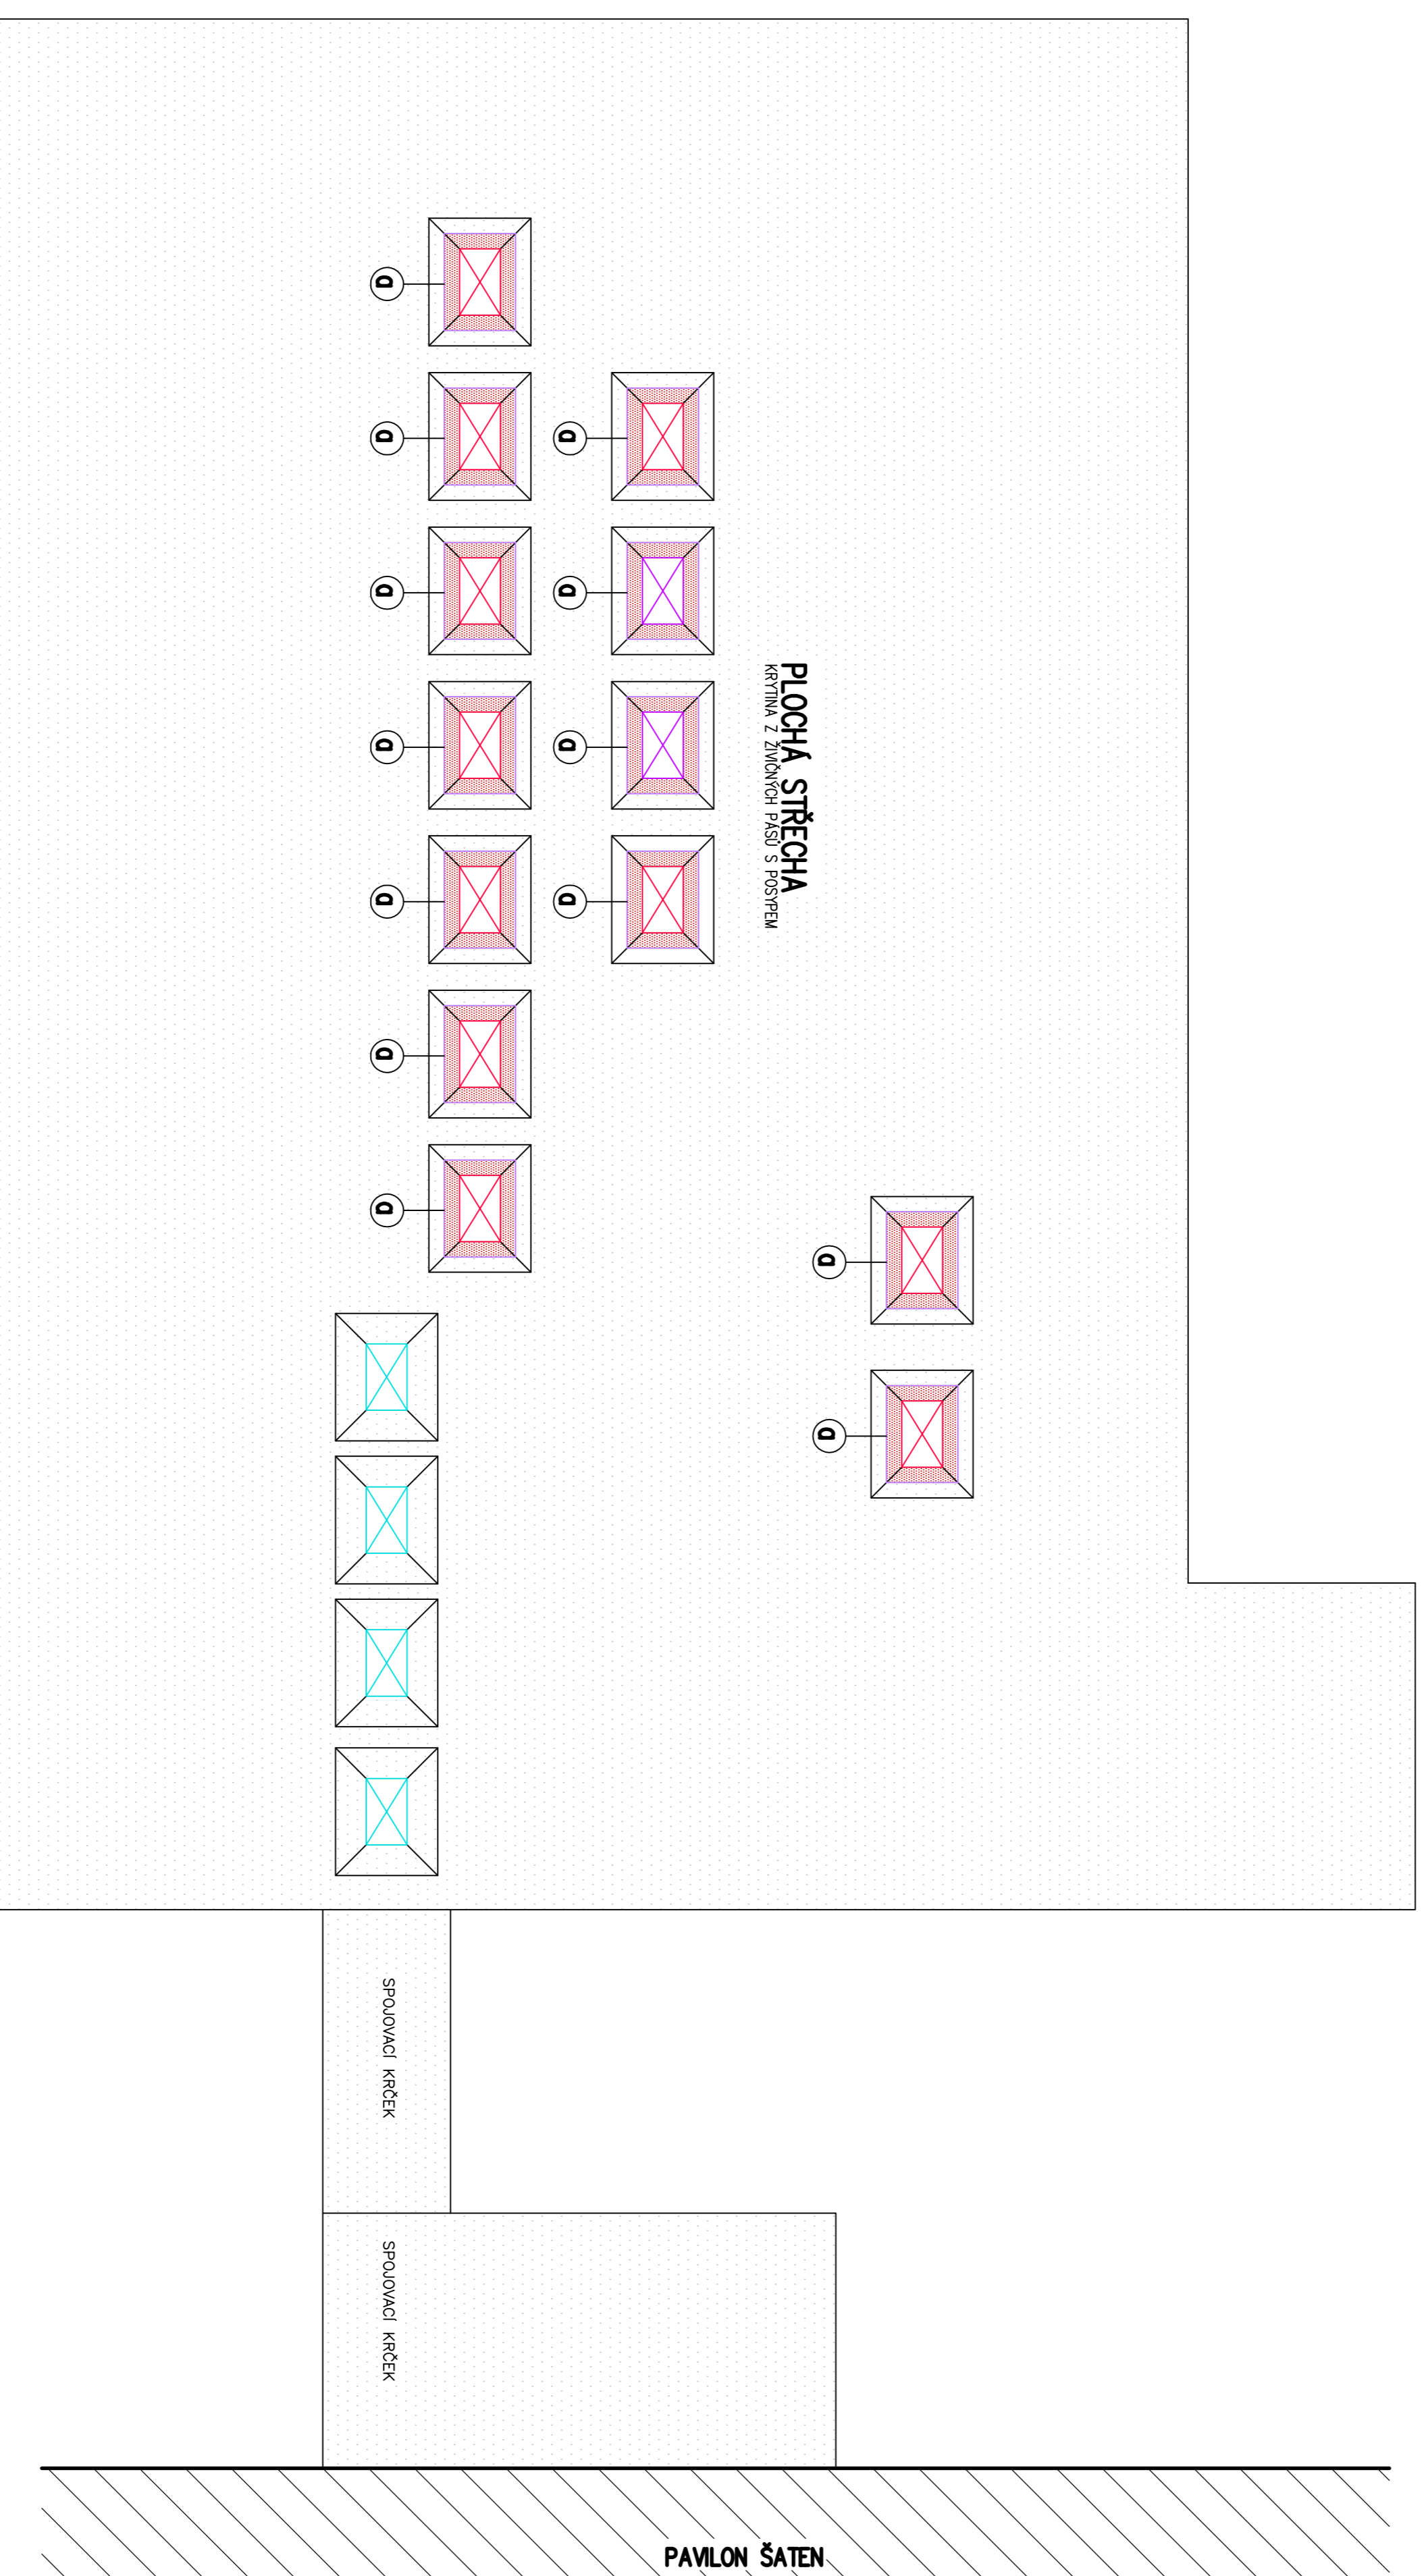 D
D
D
D
D
D
D
D
D
D
D
PLOCHÁ STŘECHA
KRYTINA Z ŽIVIČNÝCH PÁSŮ S POSYPEM
D
D
SPOJOVACÍ KRČEK
SPOJOVACÍ KRČEK
PAVILON ŠATEN